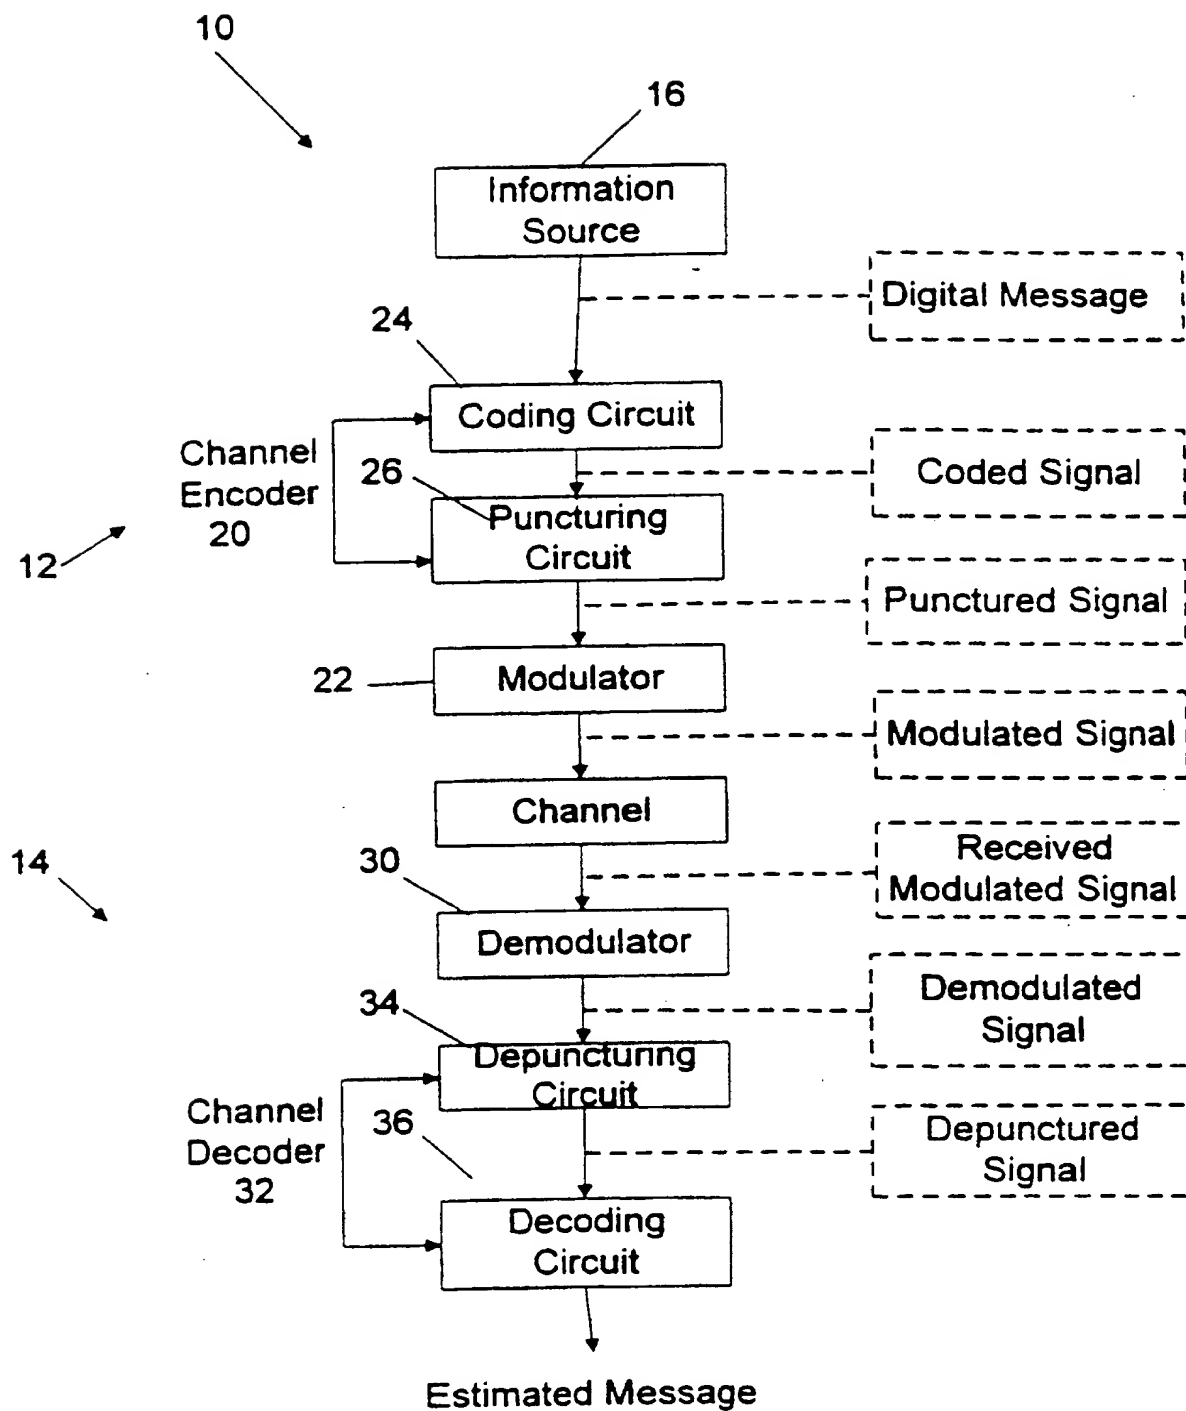 10
16
Information
Source
Digital Message
24
Coding Circuit
Channel
Encoder
20
26
Coded Signal
Puncturing
Circuit
12
Punctured Signal
22
Modulator
Modulated Signal
Channel
14
30
Received
Modulated Signal
Demodulator
34
Demodulated
Signal
Depuncturing
Circuit
Channel
Decoder
32
36
Depunctured
Signal
Decoding
Circuit
Estimated Message